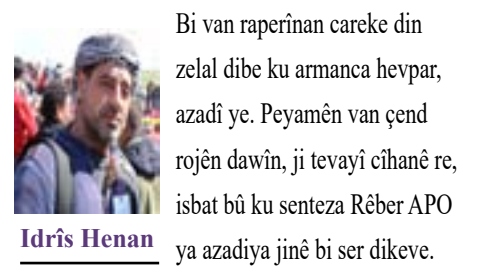 Bi van raperînan careke din
zelal dibe ku armanca hevpar,
azadî ye. Peyamên van çend
rojên dawîn, ji tevayî cîhanê re,
isbat bû ku senteza Rêber APO
ya azadiya jinê bi ser dikeve.
Idrîs Henan